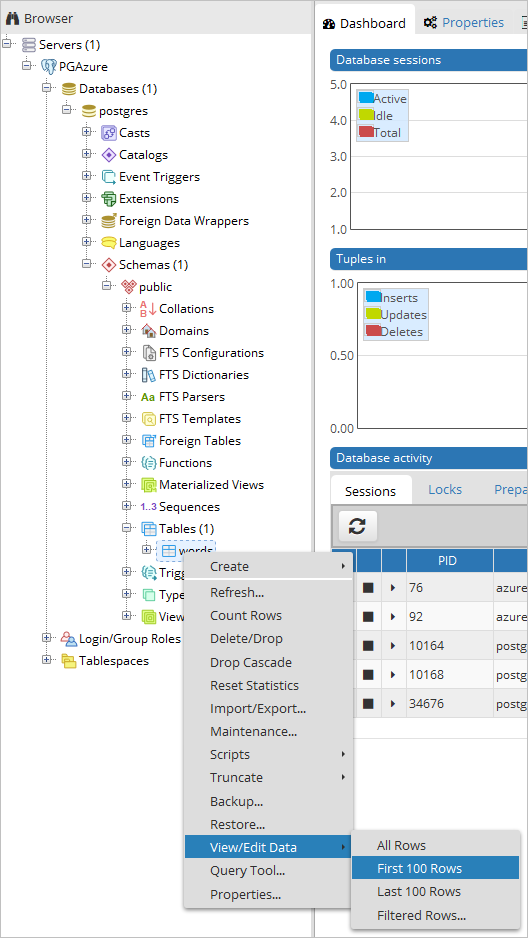 Browser
Servers (1)
PGAzure
Databases (1)
postgres
Casts
Catalogs
Event Triggers
Extensions
Foreign Data Wrappers
Languages
Schemas (1)
public
Collations
Domains
FTS Configurations
FTS Dictionaries
Aa FTS Parsers
FTS Templates
Foreign Tables
Functions
Materialized Views
1..3 Sequences
Tables (1)
words
Trigg
Type
View
Login/Group Roles
Tablespaces
Create
Refresh...
Count Rows
Delete/Drop
Drop Cascade
Reset Statistics
Import/Export...
Maintenance...
Scripts
Truncate
Backup...
Restore...
View/Edit Data
Query Tool...
Properties...
All Rows
First 100 Rows
Last 100 Rows
Filtered Rows...
Dashboard
Properties
Database sessions
5.0
4.0
3.0
2.0
1.0
Active
Idle
Total
Tuples in
1.00
0.50
0.00
Inserts
Updates
Deletes
Database activity
Sessions
Locks
Prepa
PID
76 azure
92 azure
10164 postg
10168 postg
34676 postg